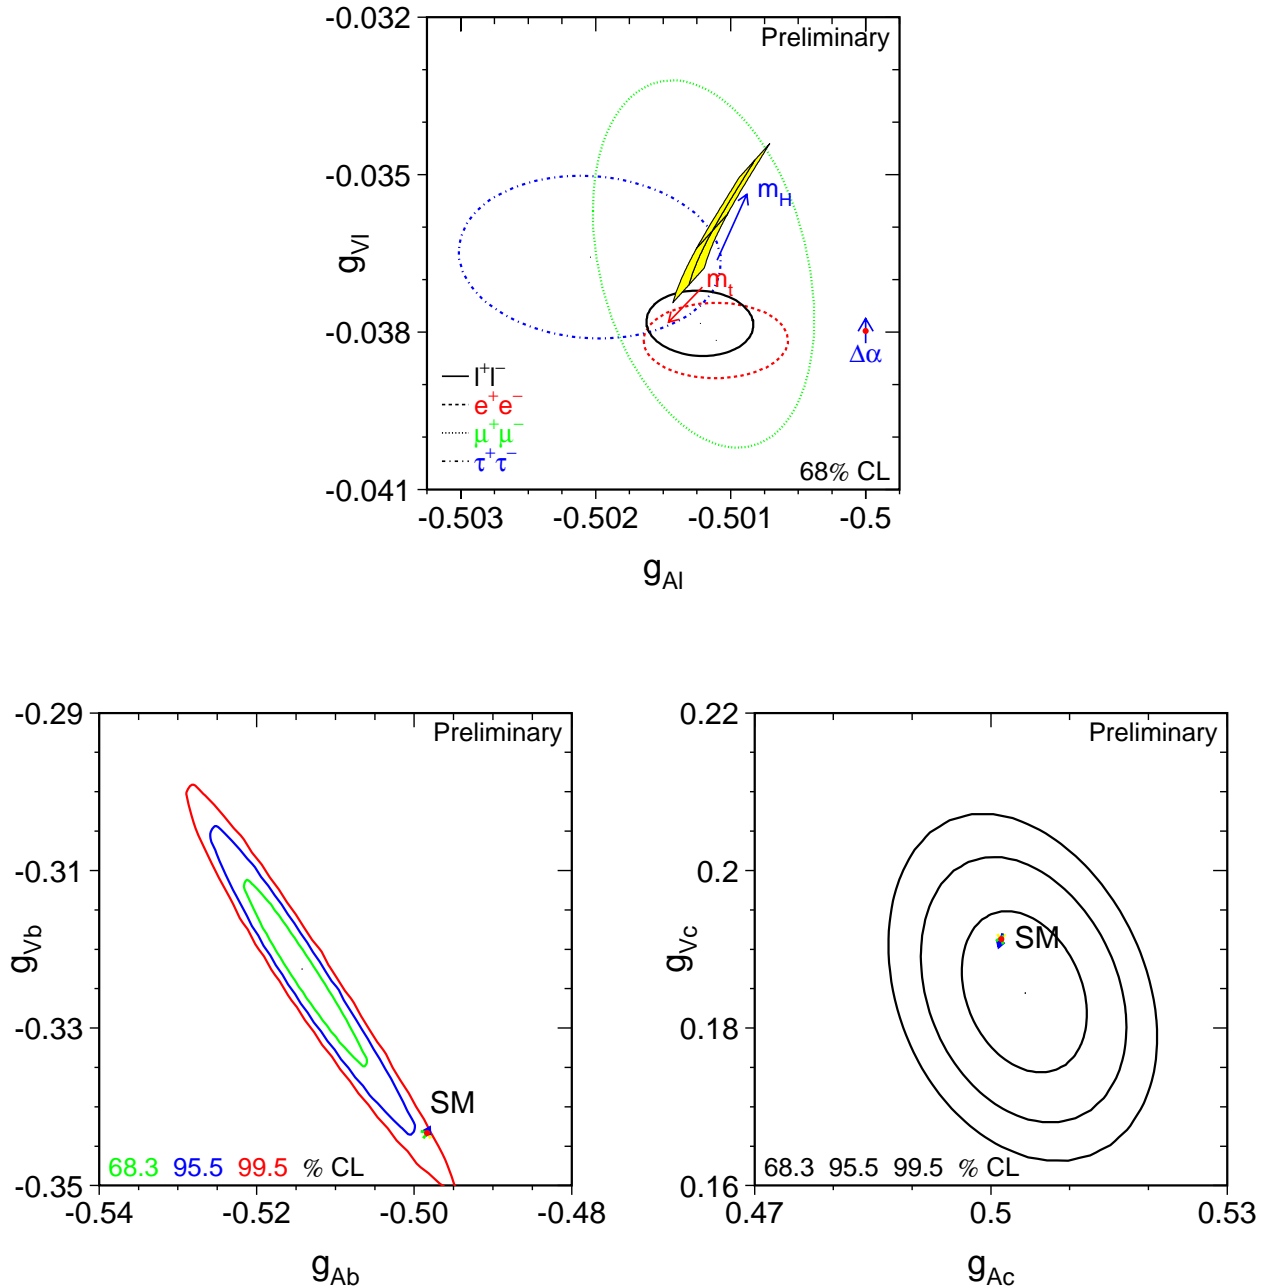 Preliminary
-0.032
-0.035
-0.038
-0.041
g_Vl
m_H
m_t
Δα
l⁺l⁻
e⁺e⁻
μ⁺μ⁻
τ⁺τ⁻
68% CL
-0.503 -0.502 -0.501 -0.5
g_Al
Preliminary
-0.29
-0.31
-0.33
-0.35
g_Vb
SM
68.3 95.5 99.5 % CL
-0.54 -0.52 -0.50 -0.48
g_Ab
Preliminary
0.22
0.2
0.18
0.16
g_Vc
SM
68.3 95.5 99.5 % CL
0.47 0.5 0.53
g_Ac